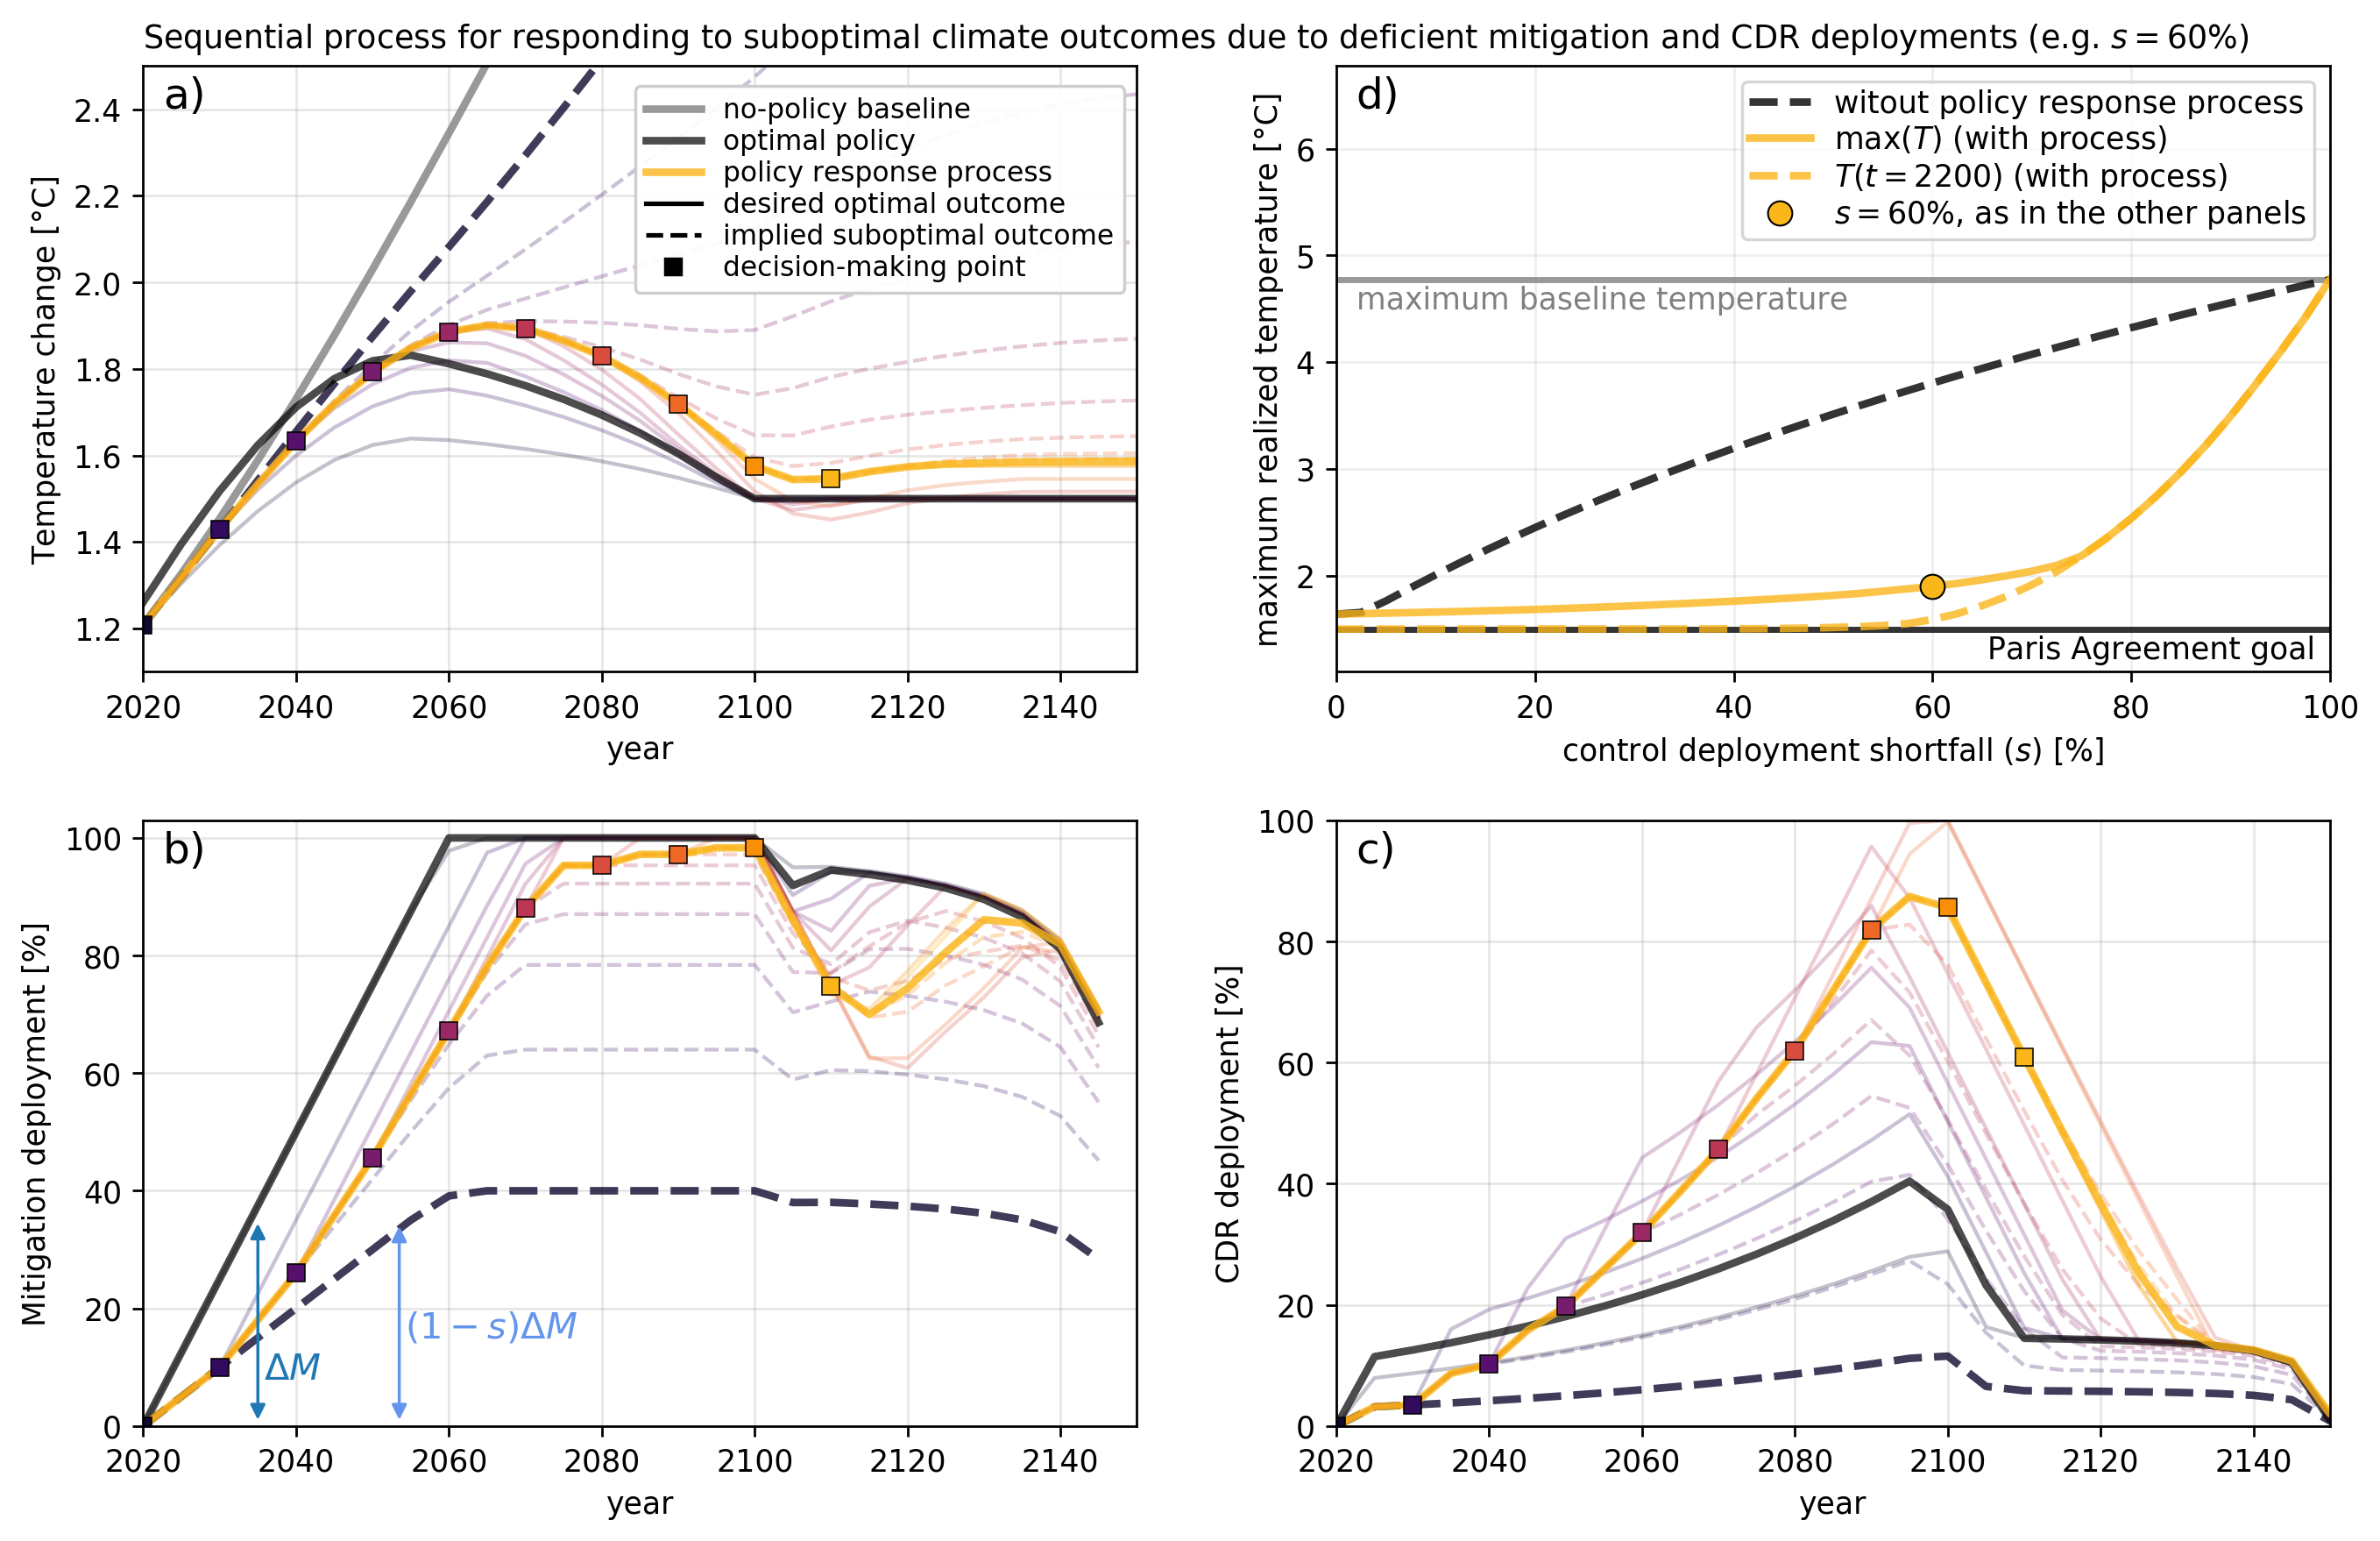 Sequential process for responding to suboptimal climate outcomes due to deficient mitigation and CDR deployments (e.g. s = 60%)
a)
no-policy baseline
optimal policy
policy response process
desired optimal outcome
implied suboptimal outcome
decision-making point
Temperature change [°C]
2.4
2.2
2.0
1.8
1.6
1.4
1.2
2020 2040 2060 2080 2100 2120 2140
year
d)
witout policy response process
max(T) (with process)
T(t = 2200) (with process)
s = 60%, as in the other panels
maximum baseline temperature
Paris Agreement goal
maximum realized temperature [°C]
6
5
4
3
2
0 20 40 60 80 100
control deployment shortfall (s) [%]
b)
ΔM
(1 − s)ΔM
Mitigation deployment [%]
100
80
60
40
20
0
2020 2040 2060 2080 2100 2120 2140
year
c)
CDR deployment [%]
100
80
60
40
20
0
2020 2040 2060 2080 2100 2120 2140
year